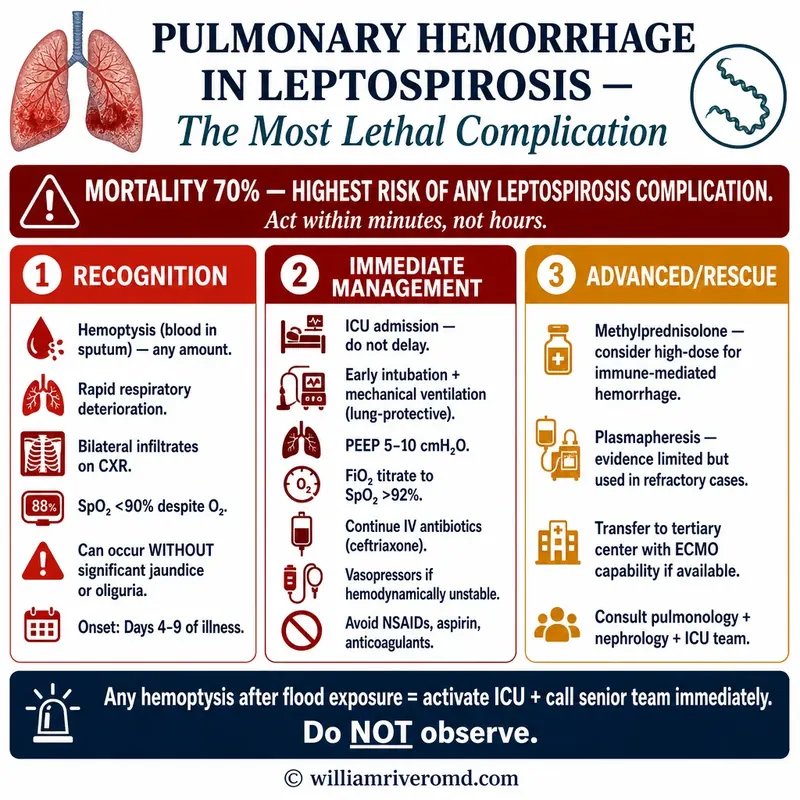 PULMONARY HEMORRHAGE
IN LEPTOSPIROSIS —
The Most Lethal Complication
MORTALITY 70% — HIGHEST RISK OF ANY LEPTOSPIROSIS COMPLICATION.
Act within minutes, not hours.
1 RECOGNITION
Hemoptysis (blood in
sputum) — any amount.
Rapid respiratory
deterioration.
Bilateral infiltrates
on CXR.
88%
SpO₂ <90% despite O₂.
Can occur WITHOUT
significant jaundice
or oliguria.
Onset: Days 4–9 of illness.
2 IMMEDIATE
MANAGEMENT
ICU admission —
do not delay.
Early intubation +
mechanical ventilation
(lung-protective).
PEEP 5–10 cmH₂O.
O₂
FiO₂ titrate to
SpO₂ >92%.
Continue IV antibiotics
(ceftriaxone).
Vasopressors if
hemodynamically unstable.
Avoid NSAIDs, aspirin,
anticoagulants.
3 ADVANCED/RESCUE
Methylprednisolone —
consider high-dose for
immune-mediated
hemorrhage.
Plasmapheresis —
evidence limited but
used in refractory cases.
Transfer to tertiary
center with ECMO
capability if available.
Consult pulmonology +
nephrology + ICU team.
Any hemoptysis after flood exposure = activate ICU + call senior team immediately.
Do NOT observe.
© williamriveromd.com